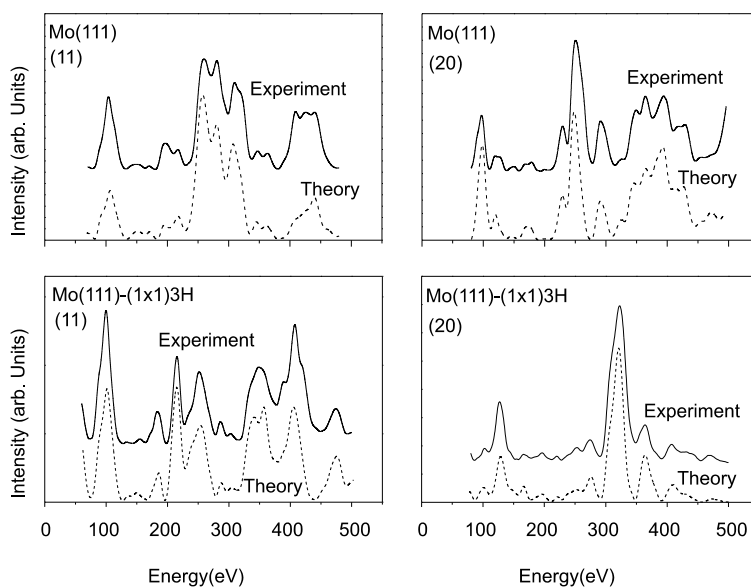 Mo(111)
(11)
Experiment
Theory
Mo(111)
(20)
Experiment
Theory
Intensity (arb. Units)
Mo(111)-(1x1)3H
(11)
Experiment
Theory
Mo(111)-(1x1)3H
(20)
Experiment
Theory
Intensity (arb. Units)
0 100 200 300 400 500
0 100 200 300 400 500
Energy(eV)
Energy(eV)